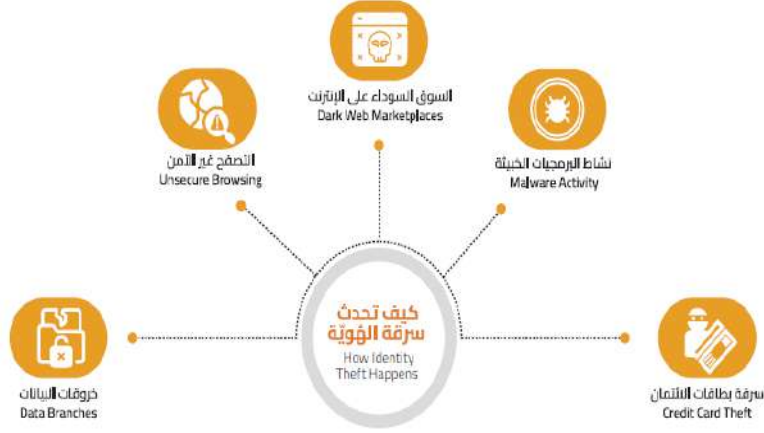 السوق السوداء على الإنترنت
Dark Web Marketplaces
التصفح غير الآمن
Unsecure Browsing
نشاط البرمجيات الخبيثة
Malware Activity
كيف تحدث
سرقة الهُويّة
How Identity
Theft Happens
خروقات البيانات
Data Branches
سرقة بطاقات الائتمان
Credit Card Theft